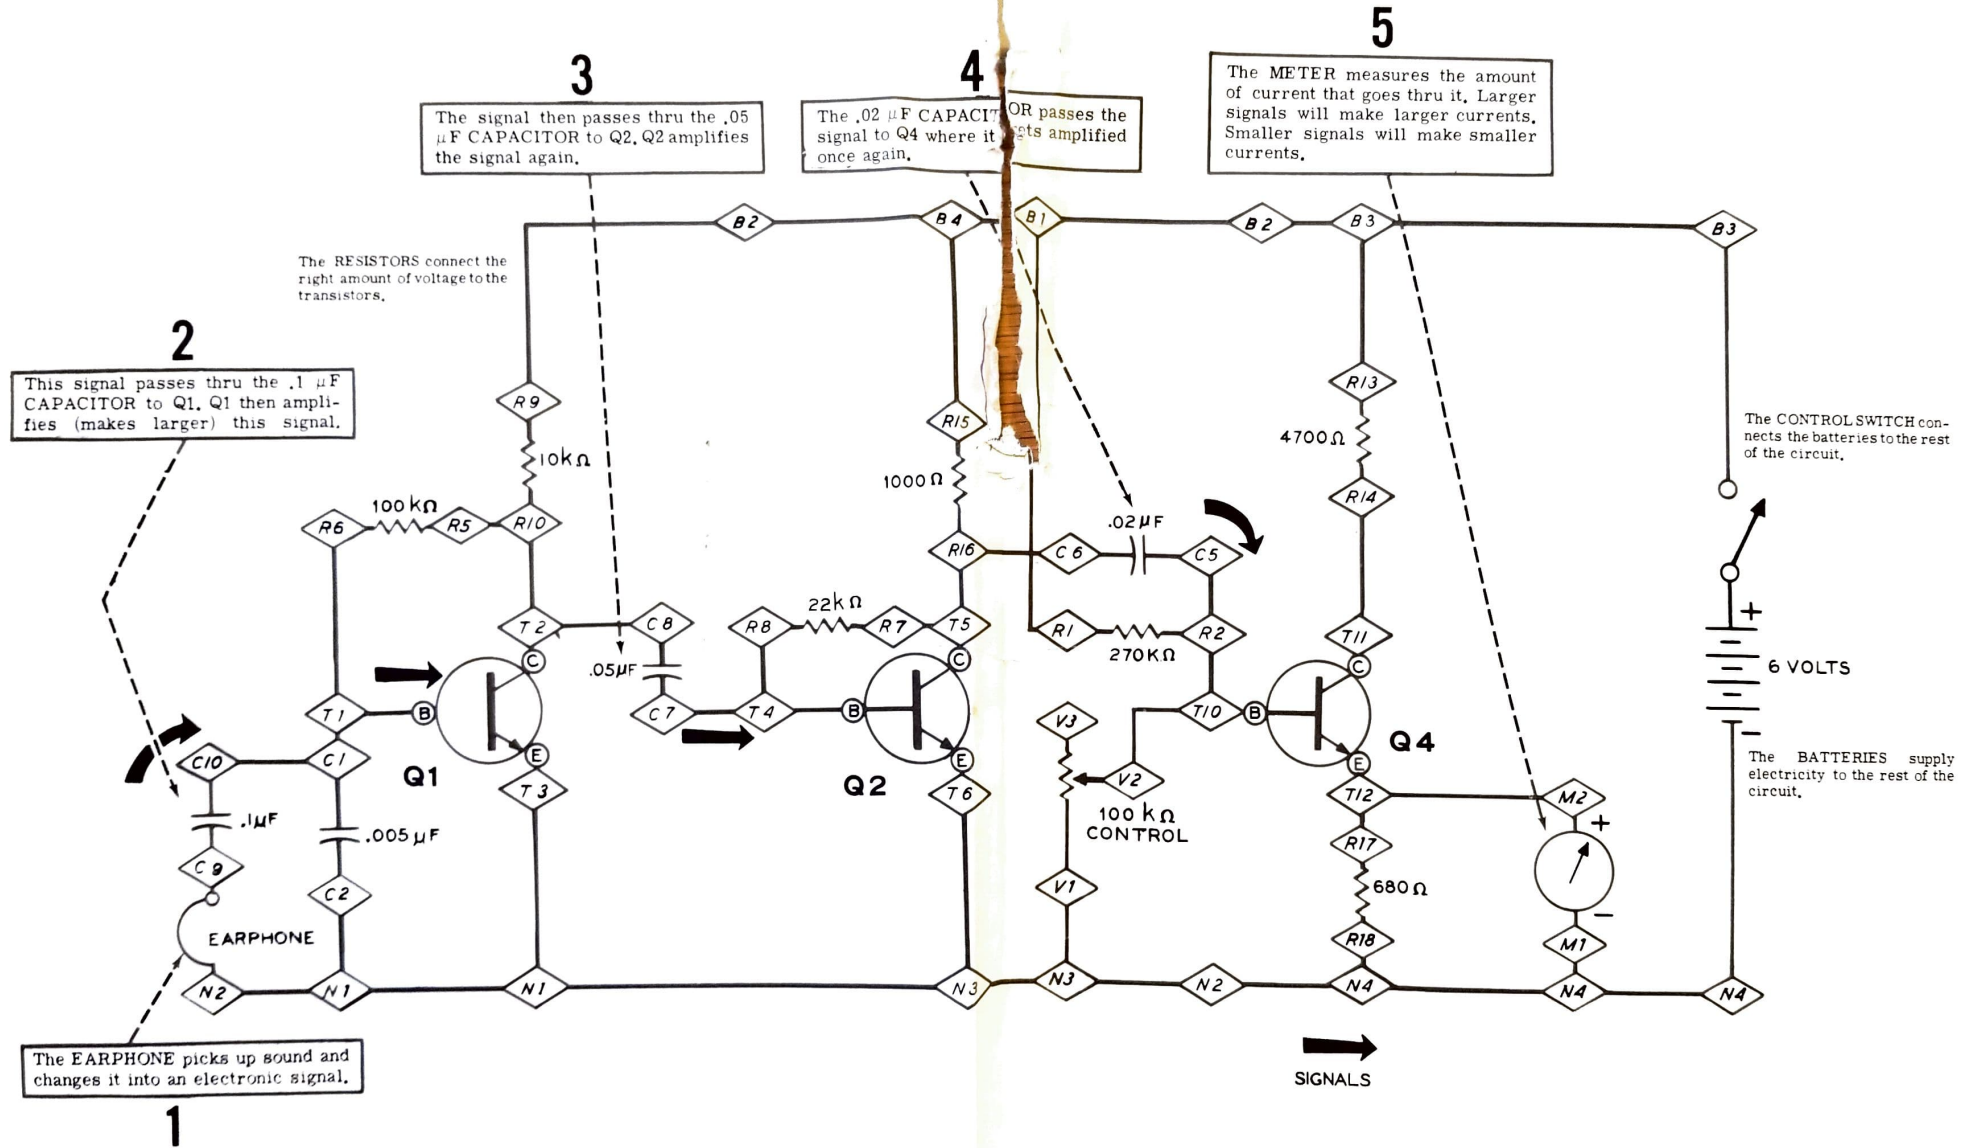 5
3
4
The signal then passes thru the .05
µF CAPACITOR to Q2. Q2 amplifies
the signal again.
The .02 µF CAPACITOR passes the
signal to Q4 where it gets amplified
once again.
The METER measures the amount
of current that goes thru it. Larger
signals will make larger currents.
Smaller signals will make smaller
currents.
B2
B4
B1
B2
B3
B3
The RESISTORS connect the
right amount of voltage to the
transistors.
2
This signal passes thru the .1 µF
CAPACITOR to Q1. Q1 then ampli-
fies (makes larger) this signal.
R9
10kΩ
R15
1000Ω
R13
4700Ω
R14
The CONTROL SWITCH con-
nects the batteries to the rest
of the circuit.
R6
100kΩ
R5
R10
R16
C6
.02µF
C5
T2
C8
R8
22kΩ
R7
T5
R1
270KΩ
R2
T11
C
.05µF
C
C
+
6 VOLTS
−
T1
B
C7
T4
B
V3
T10
B
Q4
C10
C1
Q1
E
Q2
E
V2
E
100 kΩ
CONTROL
The BATTERIES supply
electricity to the rest of the
circuit.
T3
T6
T12
M2
+
.1µF
.005µF
R17
C9
C2
V1
680Ω
−
EARPHONE
R18
M1
N2
N1
N1
N3
N3
N2
N4
N4
N4
The EARPHONE picks up sound and
changes it into an electronic signal.
1
SIGNALS